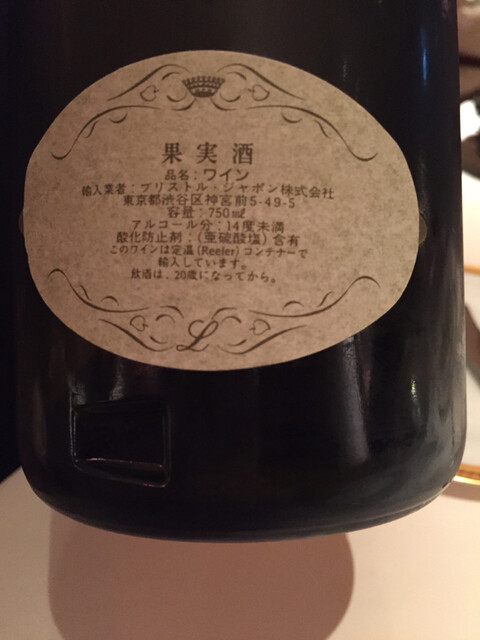 果実酒
品名：ワイン
輸入業者：ブリストル・ジャポン株式会社
東京都渋谷区神宮前5-49-5
容量：750㎖
アルコール分：14度未満
酸化防止剤：(亜硫酸塩) 含有
このワインは定温 (Reefer) コンテナーで
輸入しています。
飲酒は、20歳になってから。
L